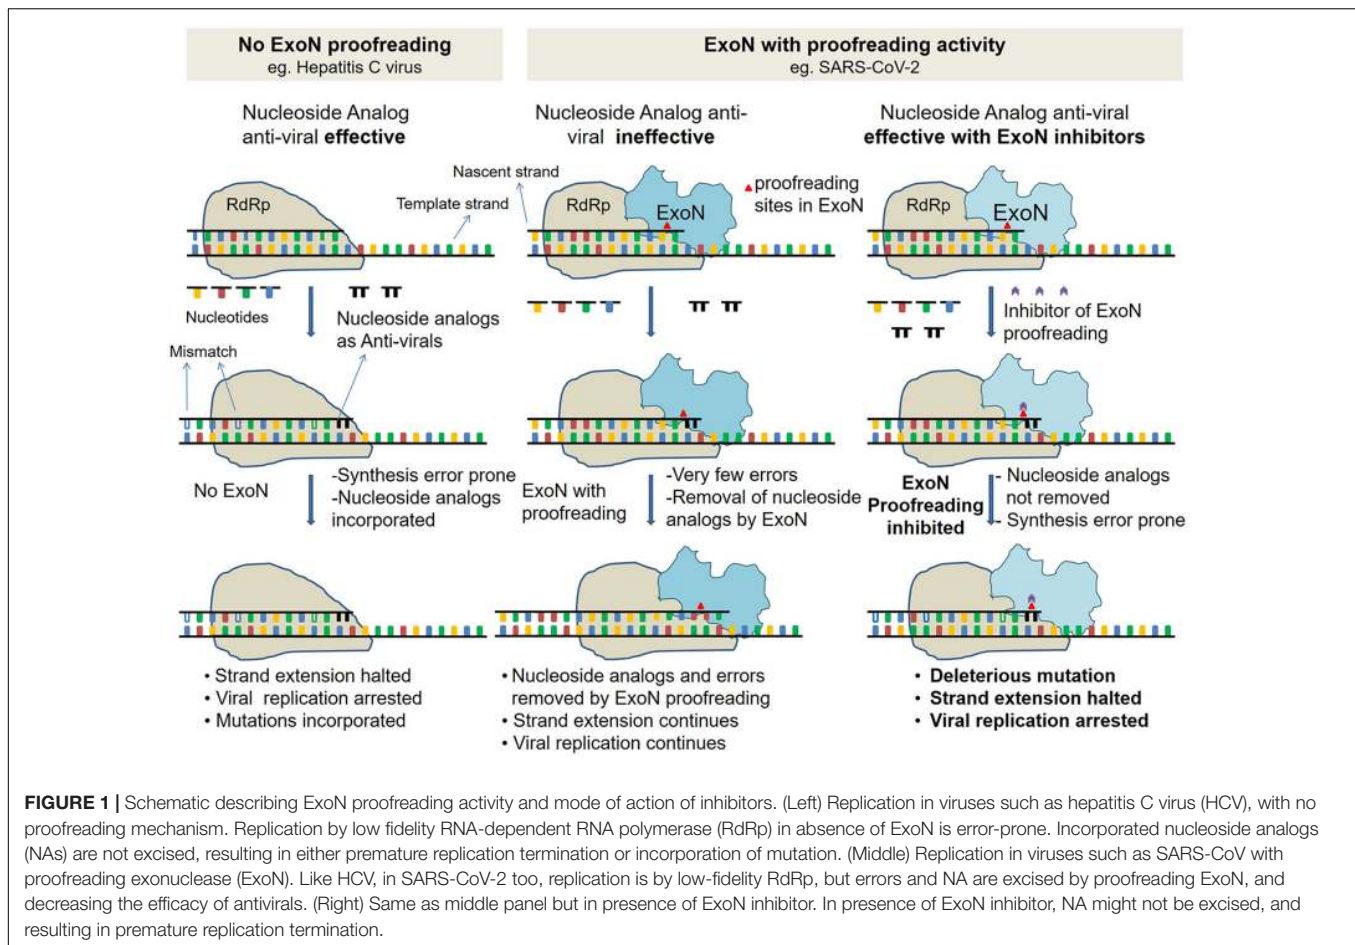 No ExoN proofreading
eg. Hepatitis C virus
ExoN with proofreading activity
eg. SARS-CoV-2
Nucleoside Analog
anti-viral effective
Nucleoside Analog anti-
viral ineffective
Nucleoside Analog anti-viral
effective with ExoN inhibitors
RdRp
Nascent strand
Template strand
RdRp
ExoN
proofreading
sites in ExoN
RdRp
ExoN
Nucleotides
Nucleoside analogs
as Anti-virals
Mismatch
Inhibitor of ExoN
proofreading
No ExoN
-Synthesis error prone
-Nucleoside analogs
incorporated
ExoN with
proofreading
-Very few errors
-Removal of nucleoside
analogs by ExoN
ExoN
Proofreading
inhibited
- Nucleoside analogs
not removed
- Synthesis error prone
• Strand extension halted
• Viral replication arrested
• Mutations incorporated
• Nucleoside analogs and errors
removed by ExoN proofreading
• Strand extension continues
• Viral replication continues
• Deleterious mutation
• Strand extension halted
• Viral replication arrested
FIGURE 1 | Schematic describing ExoN proofreading activity and mode of action of inhibitors. (Left) Replication in viruses such as hepatitis C virus (HCV), with no
proofreading mechanism. Replication by low fidelity RNA-dependent RNA polymerase (RdRp) in absence of ExoN is error-prone. Incorporated nucleoside analogs
(NAs) are not excised, resulting in either premature replication termination or incorporation of mutation. (Middle) Replication in viruses such as SARS-CoV with
proofreading exonuclease (ExoN). Like HCV, in SARS-CoV-2 too, replication is by low-fidelity RdRp, but errors and NA are excised by proofreading ExoN, and
decreasing the efficacy of antivirals. (Right) Same as middle panel but in presence of ExoN inhibitor. In presence of ExoN inhibitor, NA might not be excised, and
resulting in premature replication termination.